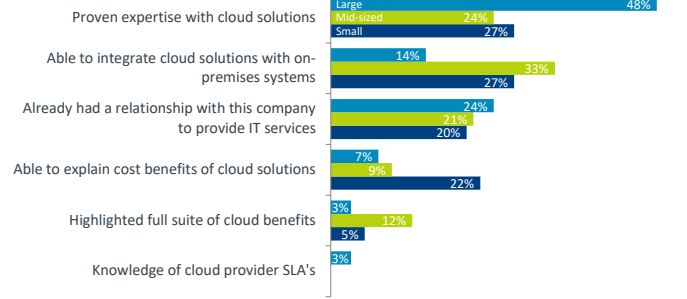 Proven expertise with cloud solutions
Large 48%
Mid-sized 24%
Small 27%
Able to integrate cloud solutions with on-
premises systems
14%
33%
27%
Already had a relationship with this company
to provide IT services
24%
21%
20%
Able to explain cost benefits of cloud solutions
7%
9%
22%
Highlighted full suite of cloud benefits
3%
12%
5%
Knowledge of cloud provider SLA's
3%